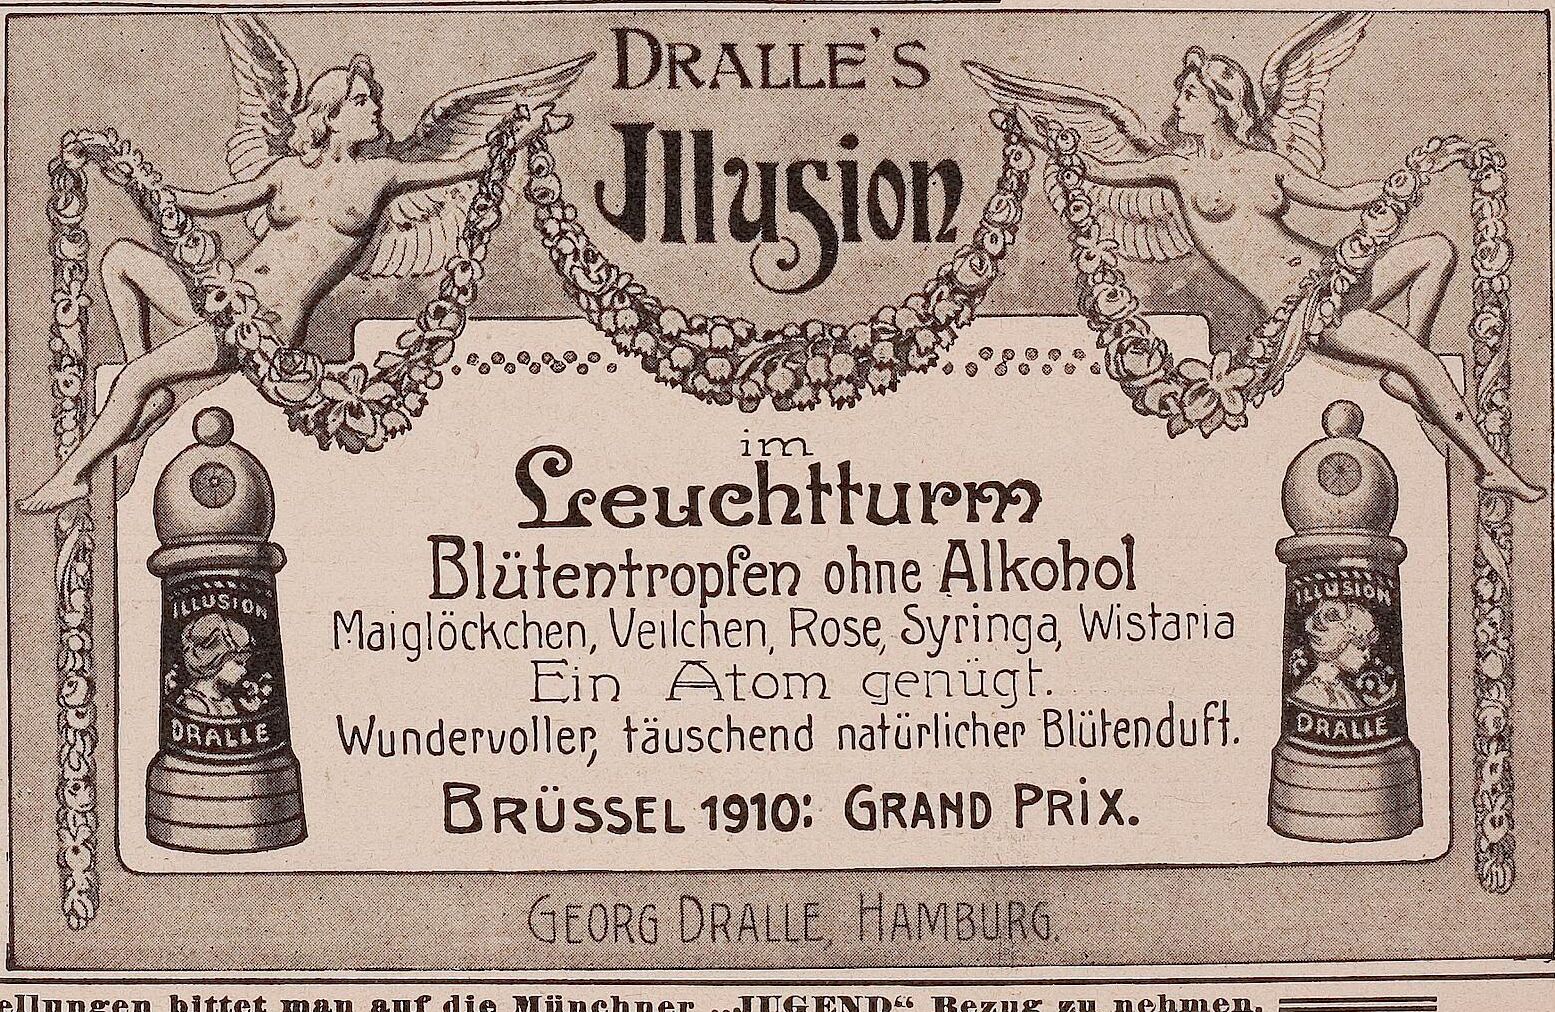 DRALLE'S
Illusion
im
Leuchtturm
Blütentropfen ohne Alkohol
Maiglöckchen, Veilchen, Rose, Syringa, Wistaria
Ein Atom genügt.
Wundervoller, täuschend natürlicher Blütenduft.
BRÜSSEL 1910: GRAND PRIX.
ILLUSION
DRALLE
ILLUSION
DRALLE
GEORG DRALLE, HAMBURG.
ellungen bittet man auf die Münchner „JUGEND“ Bezug zu nehmen.